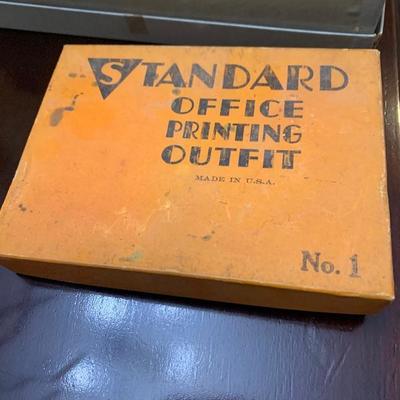 STANDARD
OFFICE
PRINTING
OUTFIT
MADE IN U.S.A.
No. 1